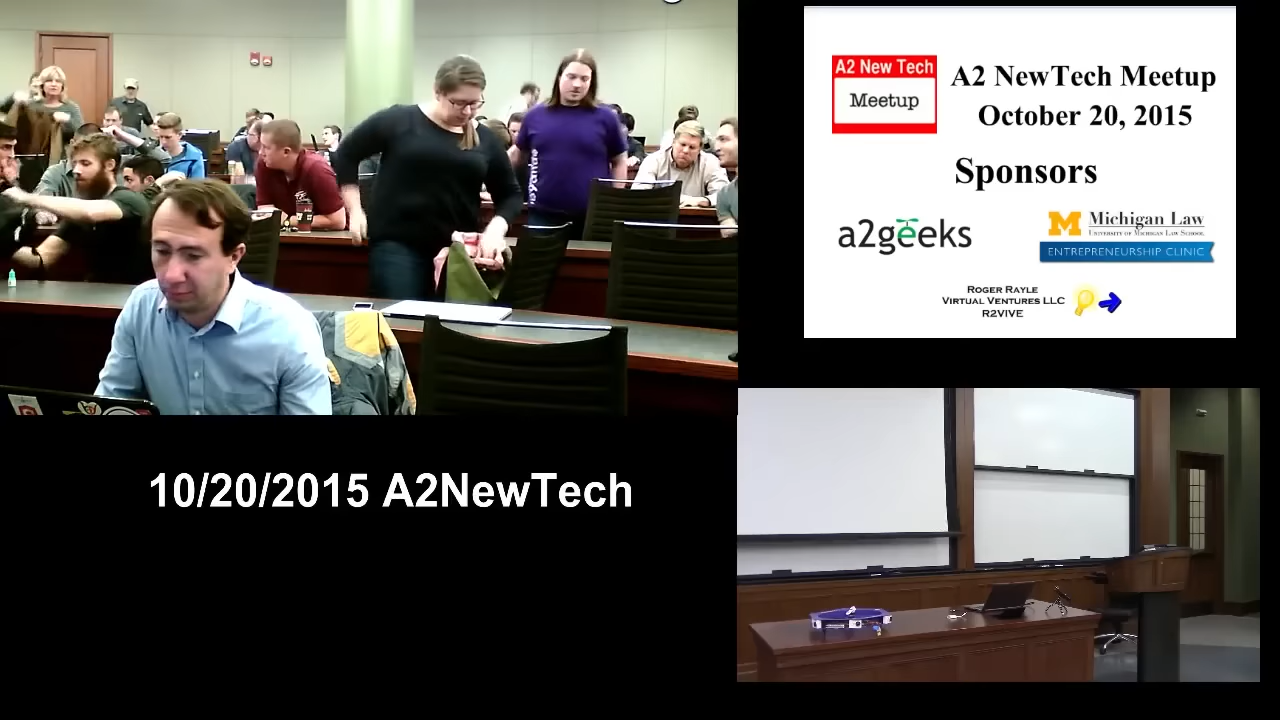 A2 New Tech
Meetup
A2 NewTech Meetup
October 20, 2015
Sponsors
a2geeks
M Michigan Law
UNIVERSITY OF MICHIGAN LAW SCHOOL
ENTREPRENEURSHIP CLINIC
ROGER RAYLE
VIRTUAL VENTURES LLC
R2VIVE
10/20/2015 A2NewTech